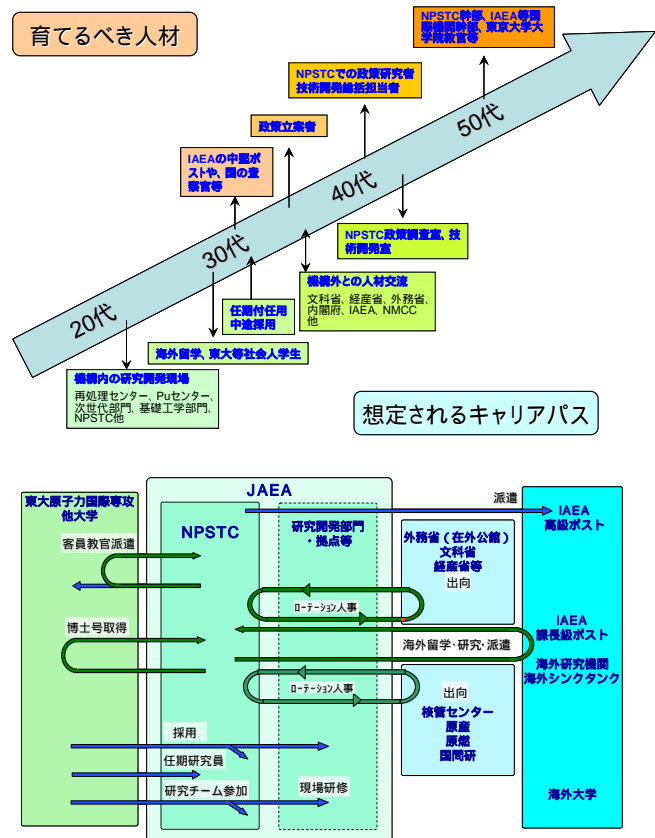 育てるべき人材
NPSTC幹部、IAEA等国
際機関幹部、東京大学大
学院教官等
NPSTCでの政策研究者
技術開発総括担当者
政策立案者
IAEAの中堅ポ
ストや、国の査
察官等
50代
40代
30代
20代
NPSTC政策調査室、技
術開発室
機構外との人材交流
文科省、経産省、外務省、
内閣府、IAEA、NMCC
他
任期付任用
中途採用
海外留学、東大等社会人学生
機構内の研究開発現場
再処理センター、Puセンター、
次世代部門、基礎工学部門、
NPSTC他
想定されるキャリアパス
東大原子力国際専攻
他大学
JAEA
NPSTC
研究開発部門
・拠点等
派遣
IAEA
高級ポスト
外務省(在外公館)
文科省
経産省等
出向
客員教官派遣
ローテーション人事
博士号取得
海外留学・研究・派遣
IAEA
課長級ポスト
海外研究機関
海外シンクタンク
ローテーション人事
出向
核管センター
原産
原燃
国問研
採用
任期研究員
研究チーム参加
現場研修
海外大学